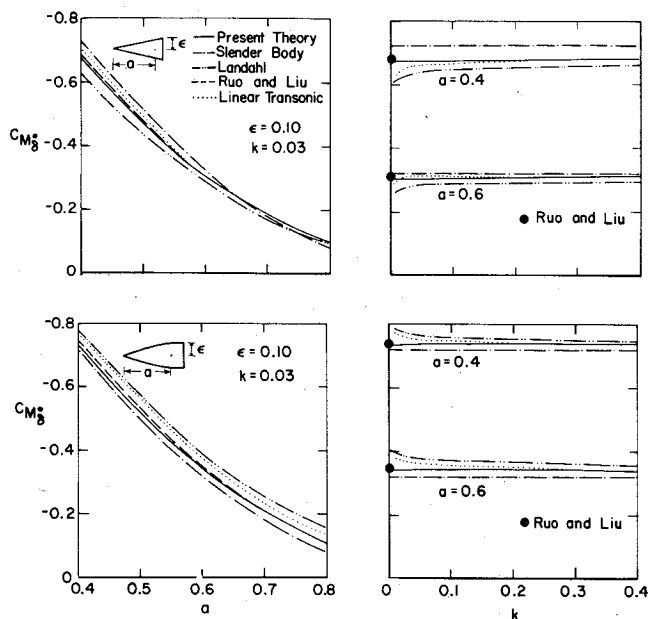 -0.8
-0.6
C_{M_δ°} -0.4
-0.2
0
ϵ
a
Present Theory
Slender Body
Landahl
Ruo and Liu
Linear Transonic
ϵ = 0.10
k = 0.03
a = 0.4
a = 0.6
Ruo and Liu
-0.8
-0.6
C_{M_δ°}
-0.4
-0.2
0
0.4 0.5 0.6 0.7 0.8
a
ϵ
a
ϵ = 0.10
k = 0.03
a = 0.4
a = 0.6
Ruo and Liu
0 0.1 0.2 0.3 0.4
k